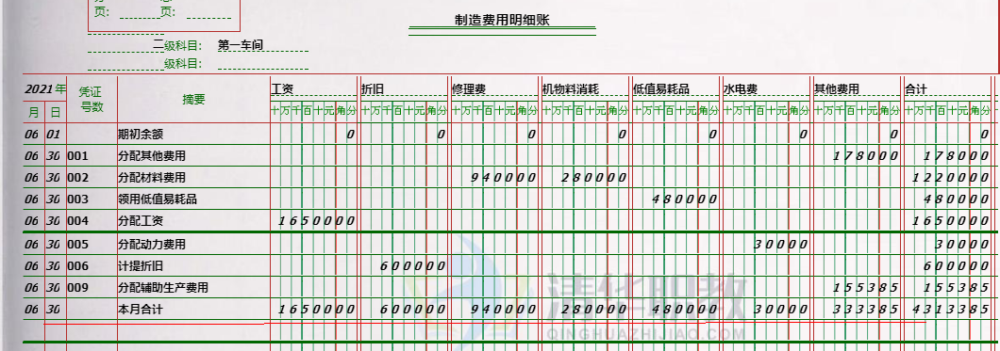 页: 页:
制造费用明细账
二级科目: 第一车间
级科目:
2021年 凭证号数 摘要 工资 折旧 修理费 机物料消耗 低值易耗品 水电费 其他费用 合计
月 日 十万千百十元角分 十万千百十元角分 十万千百十元角分 十万千百十元角分 十万千百十元角分 十万千百十元角分 十万千百十元角分 十万千百十元角分
06 01 期初余额 0 0 0 0 0 0 0 0
06 30 001 分配其他费用 178000 178000
06 30 002 分配材料费用 940000 280000 1220000
06 30 003 领用低值易耗品 480000 480000
06 30 004 分配工资 1650000 1650000
06 30 005 分配动力费用 30000 30000
06 30 006 计提折旧 600000 600000
06 30 009 分配辅助生产费用 155385 155385
06 30 本月合计 1650000 600000 940000 280000 480000 30000 333385 4313385
清华职教
QINGHUAZHIJIAO.COM